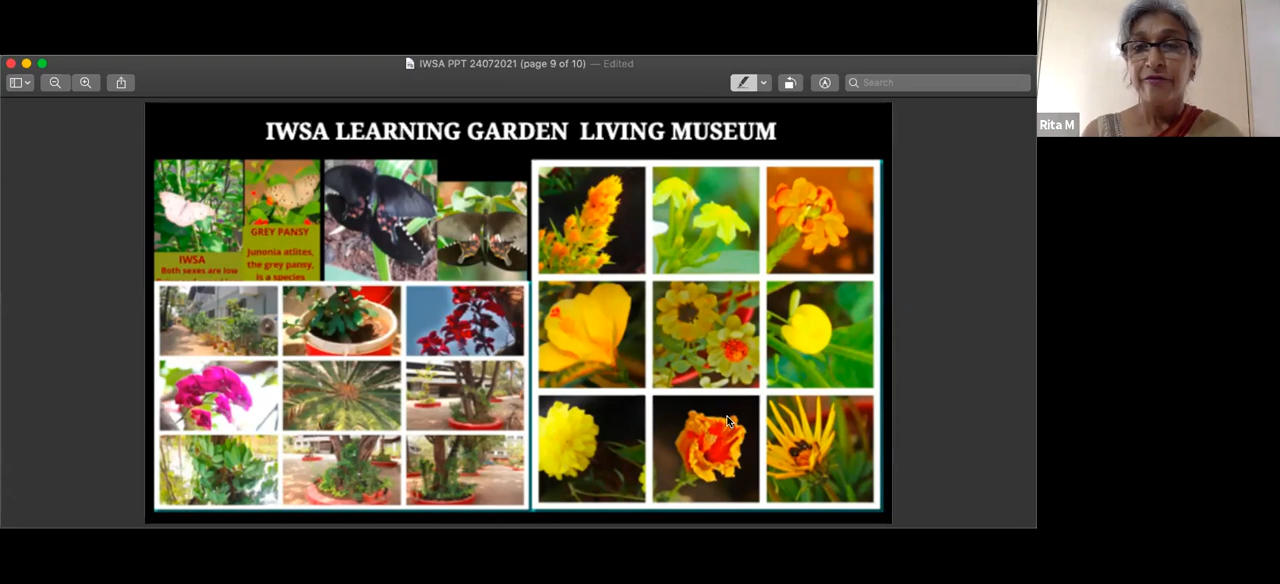 IWSA PPT 24072021 (page 9 of 10) — Edited
Search
Rita M
IWSA LEARNING GARDEN LIVING MUSEUM
IWSA
Both sexes are low
GREY PANSY
Junonia atlites,
the grey pansy,
is a species